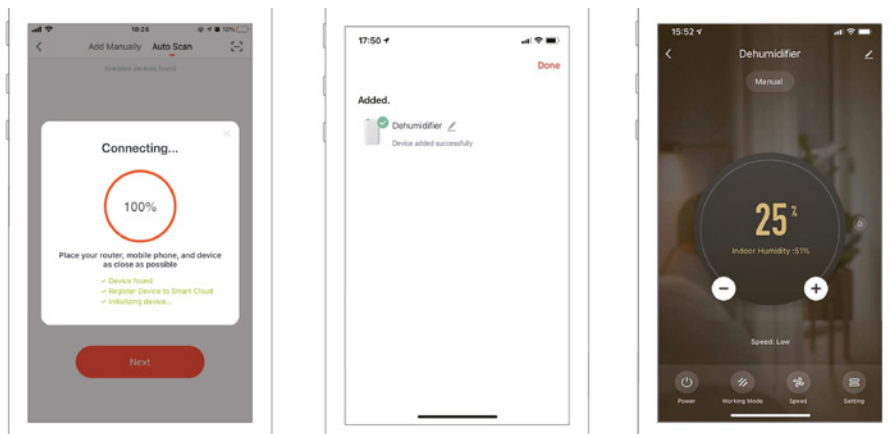 10:26
10%
Add Manually Auto Scan
Available devices found
Connecting...
100%
Place your router, mobile phone, and device
as close as possible
✓ Device found
✓ Register Device to Smart Cloud
✓ Initializing device...
Next
17:50
Done
Added.
Dehumidifier
Device added successfully
15:52
Dehumidifier
Manual
25 %
Indoor Humidity :51%
Speed: Low
Power Working Mode Speed Setting